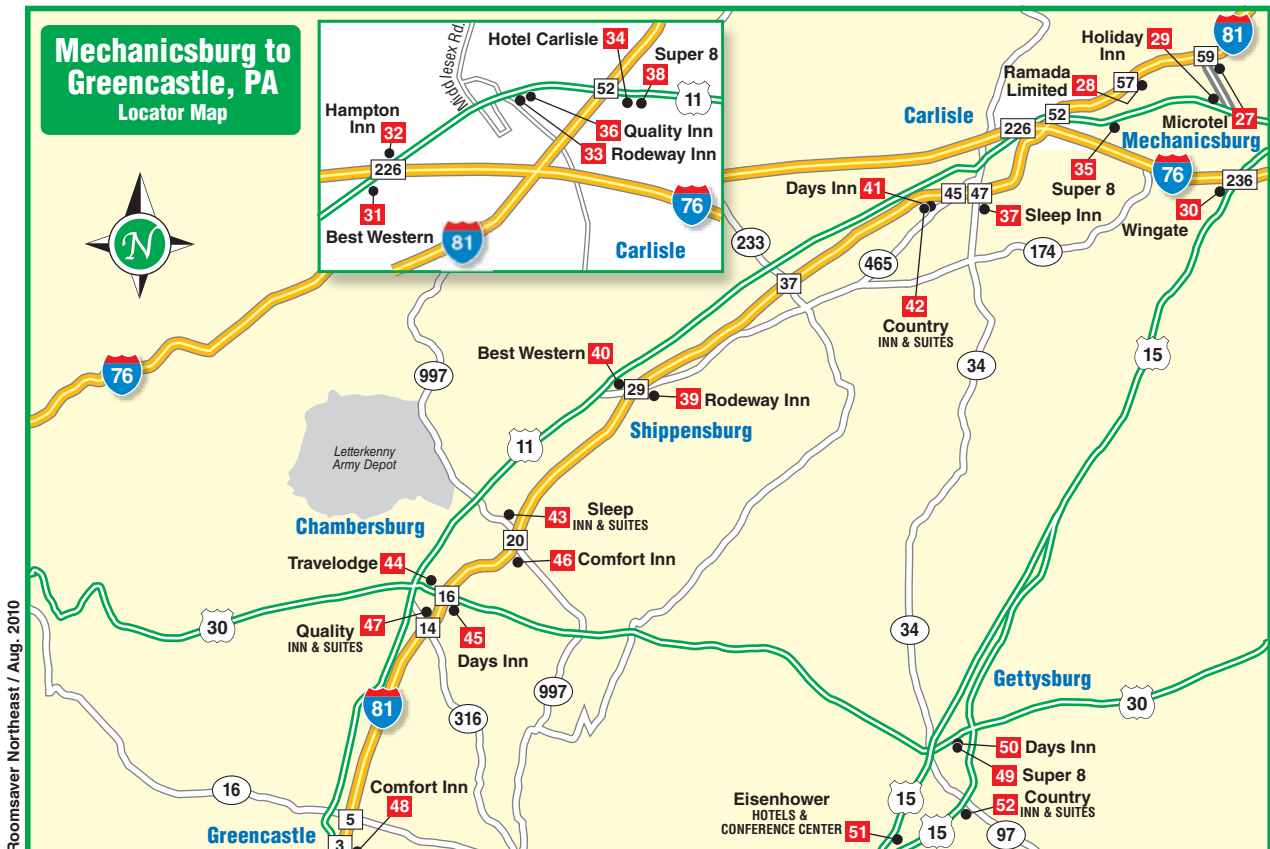 Mechanicsburg to
Greencastle, PA
Locator Map
Middlesex Rd.
Hotel Carlisle 34
Super 8
38
52
11
Hampton
Inn
32
36 Quality Inn
33 Rodeway Inn
226
31
Best Western
76
81
Carlisle
N
81
Holiday
Inn
29
59
Ramada
Limited
28
57
52
Carlisle
226
Microtel 27
Mechanicsburg
35
Super 8
76
236
30
Wingate
Days Inn 41
45
47
37 Sleep Inn
233
465
174
37
42
Country
INN & SUITES
34
15
76
997
Best Western 40
29
39 Rodeway Inn
Shippensburg
11
Letterkenny
Army Depot
Chambersburg
43
Sleep
INN & SUITES
20
46 Comfort Inn
Travelodge 44
16
30
Quality
INN & SUITES
47
14
45
Days Inn
34
81
316
997
Gettysburg
30
50 Days Inn
49 Super 8
52 Country
INN & SUITES
16
Comfort Inn
48
5
Greencastle
3
Eisenhower
HOTELS &
CONFERENCE CENTER
51
15
15
97
Roomsaver Northeast / Aug. 2010